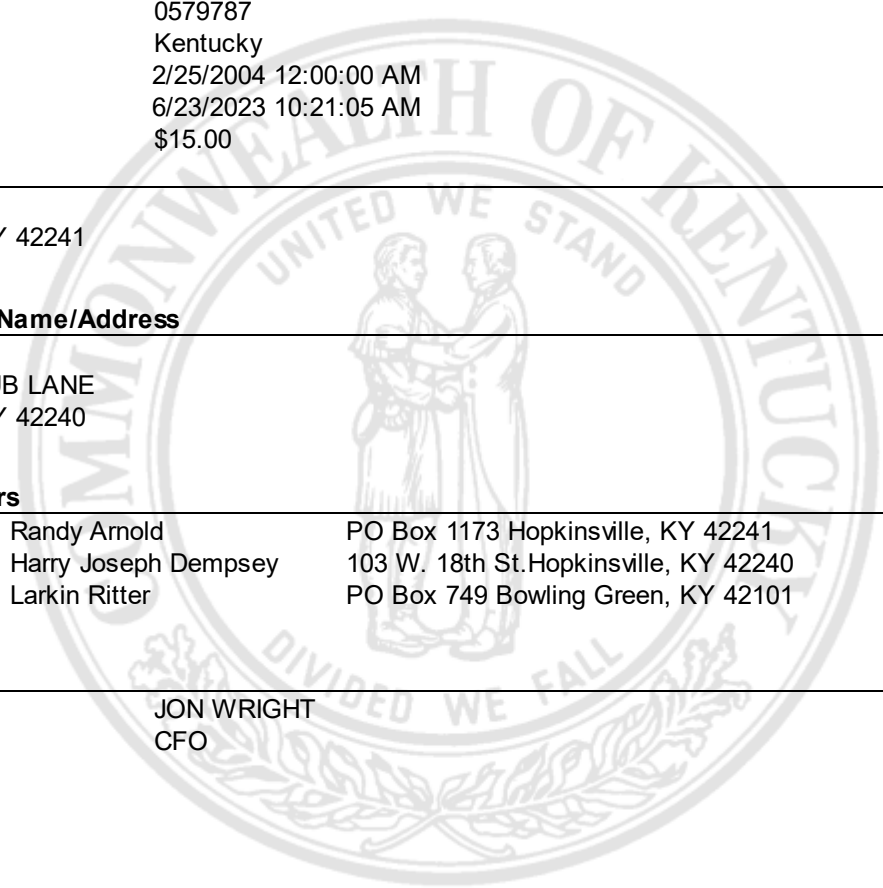 0579787
Kentucky
2/25/2004 12:00:00 AM
6/23/2023 10:21:05 AM
$15.00
COMMONWEALTH OF KENTUCKY
UNITED WE STAND
Y 42241
Name/Address
UB LANE
Y 42240
rs
Randy Arnold PO Box 1173 Hopkinsville, KY 42241
Harry Joseph Dempsey 103 W. 18th St.Hopkinsville, KY 42240
Larkin Ritter PO Box 749 Bowling Green, KY 42101
DIVIDED WE FALL
JON WRIGHT
CFO